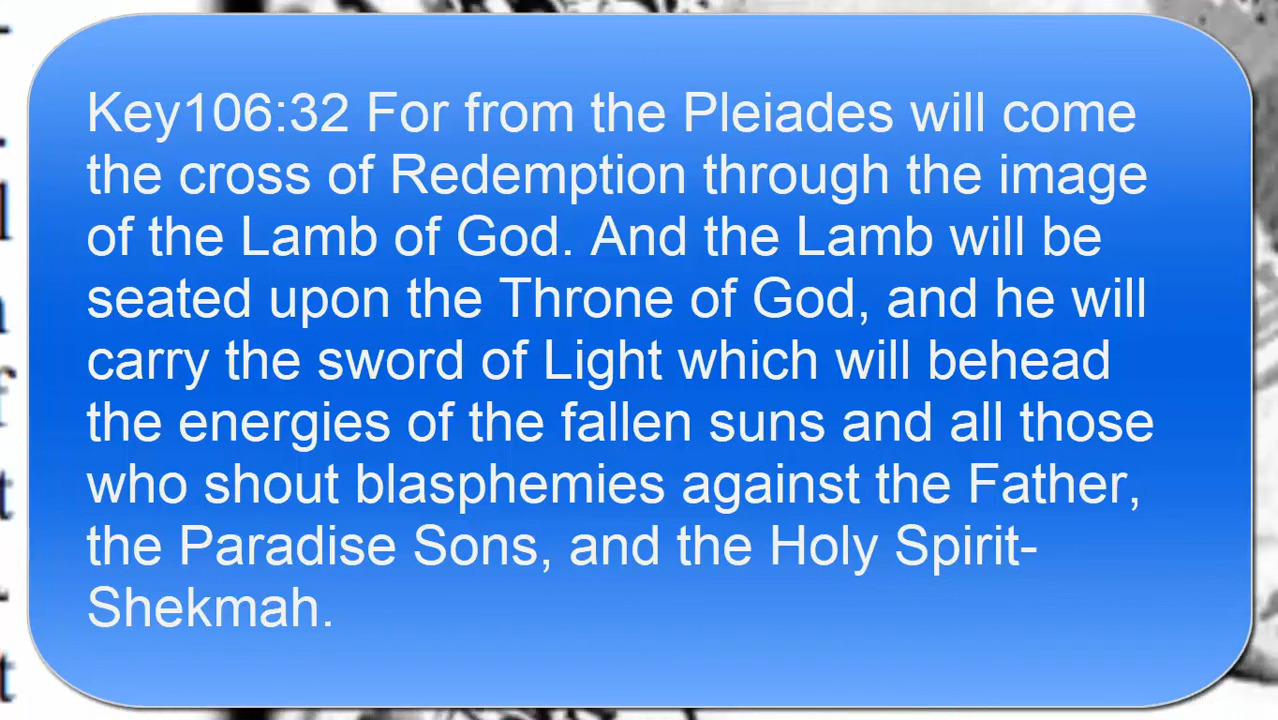 Key106:32 For from the Pleiades will come
the cross of Redemption through the image
of the Lamb of God. And the Lamb will be
seated upon the Throne of God, and he will
carry the sword of Light which will behead
the energies of the fallen suns and all those
who shout blasphemies against the Father,
the Paradise Sons, and the Holy Spirit-
Shekmah.